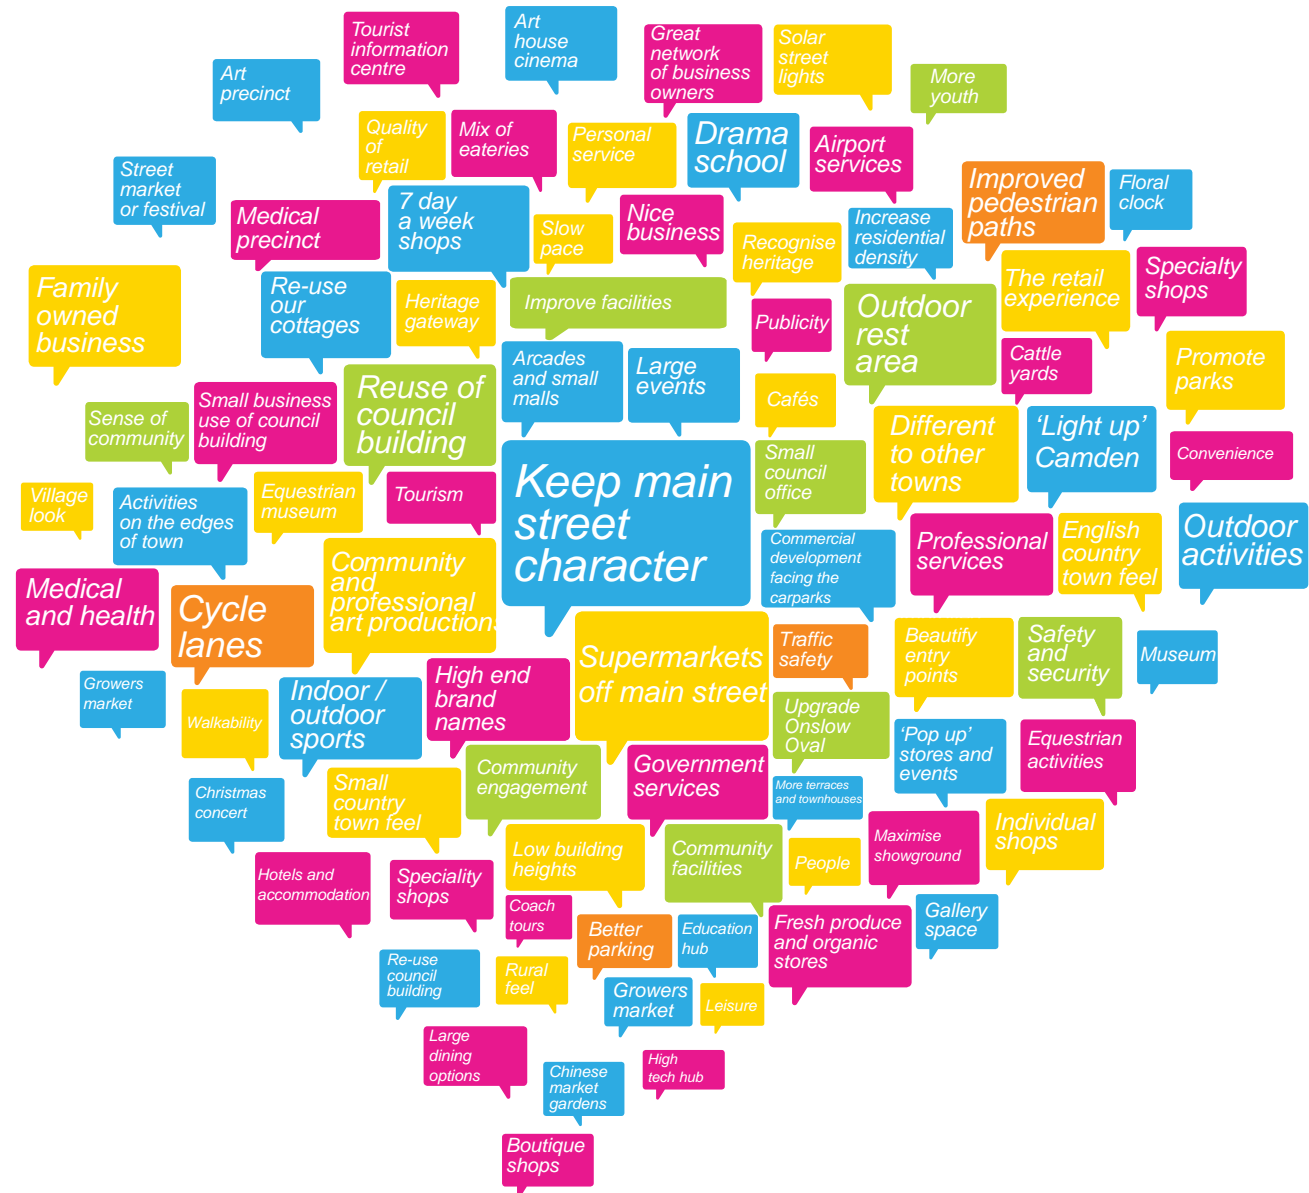 Tourist
information
centre
Art
house
cinema
Great
network
of business
owners
Solar
street
lights
Art
precinct
More
youth
Quality
of
retail
Mix of
eateries
Personal
service
Drama
school
Airport
services
Street
market
or festival
Improved
pedestrian
paths
Floral
clock
Medical
precinct
7 day
a week
shops
Slow
pace
Nice
business
Recognise
heritage
Increase
residential
density
Family
owned
business
Re-use
our
cottages
Heritage
gateway
Improve facilities
Publicity
Outdoor
rest
area
The retail
experience
Specialty
shops
Cattle
yards
Promote
parks
Sense of
community
Small business
use of council
building
Reuse of
council
building
Arcades
and small
malls
Large
events
Cafés
Different
to other
towns
'Light up'
Camden
Convenience
Village
look
Activities
on the edges
of town
Equestrian
museum
Tourism
Keep main
street
character
Small
council
office
Commercial
development
facing the
carparks
Professional
services
English
country
town feel
Outdoor
activities
Medical
and health
Cycle
lanes
Community
and
professional
art productions
Supermarkets
off main street
Traffic
safety
Beautify
entry
points
Safety
and
security
Museum
Growers
market
Walkability
Indoor /
outdoor
sports
High end
brand
names
Upgrade
Onslow
Oval
'Pop up'
stores and
events
Equestrian
activities
Christmas
concert
Small
country
town feel
Community
engagement
Government
services
More terraces
and townhouses
Low building
heights
Community
facilities
People
Maximise
showground
Individual
shops
Hotels and
accommodation
Speciality
shops
Coach
tours
Better
parking
Education
hub
Fresh produce
and organic
stores
Gallery
space
Re-use
council
building
Rural
feel
Growers
market
Leisure
Large
dining
options
Chinese
market
gardens
High
tech hub
Boutique
shops